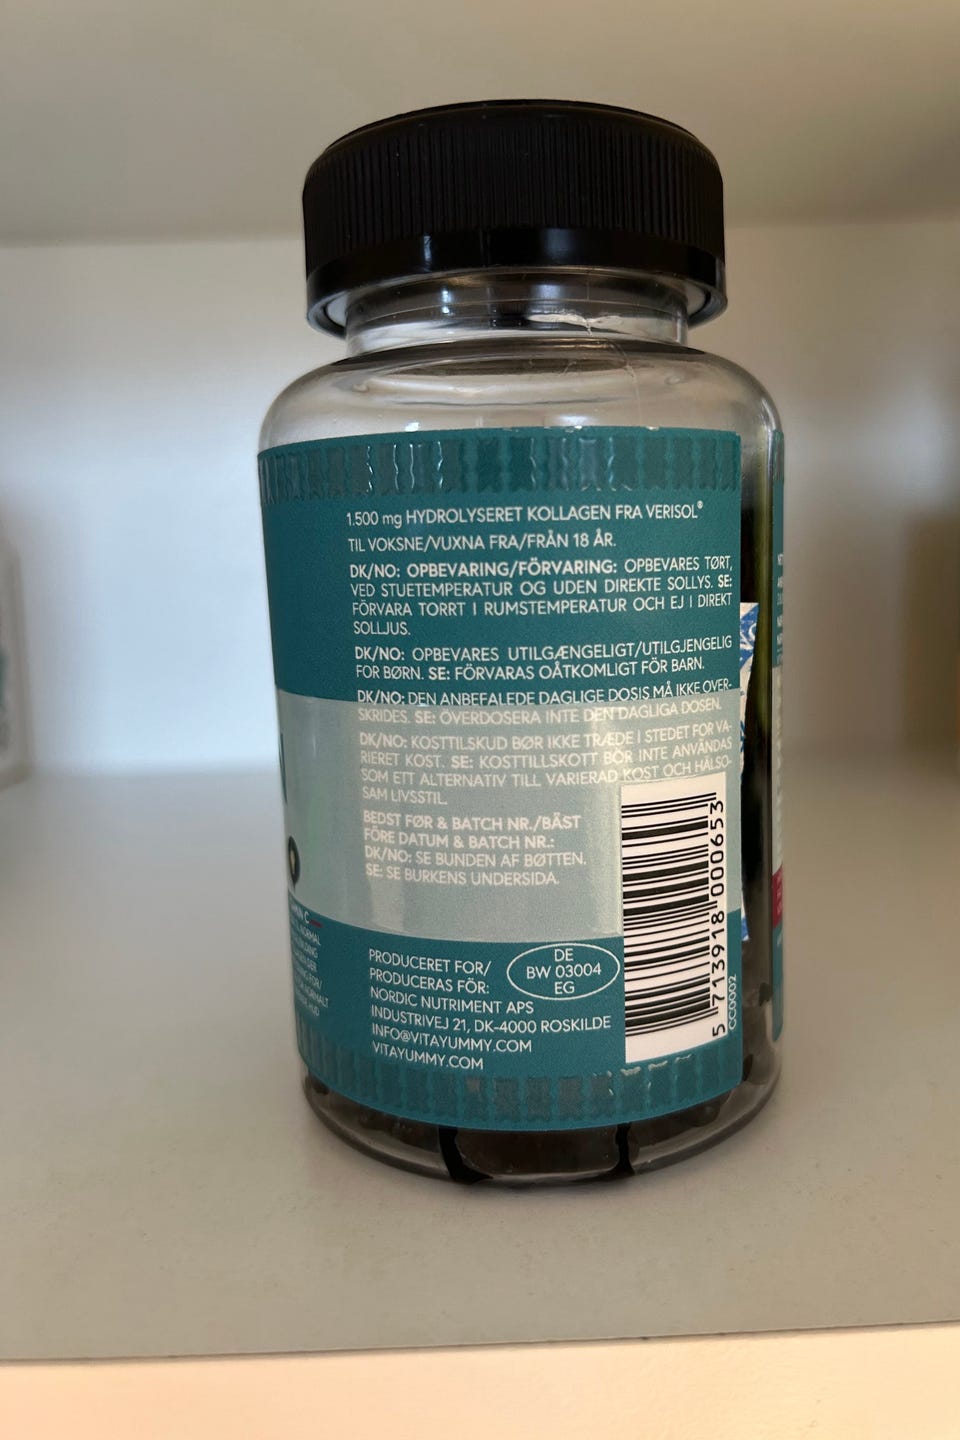 1.500 mg HYDROLYSERET KOLLAGEN FRA VERISOL®
TIL VOKSNE/VUXNA FRA/FRÅN 18 ÅR.
DK/NO: OPBEVARING/FÖRVARING: OPBEVARES TØRT,
VED STUETEMPERATUR OG UDEN DIREKTE SOLLYS. SE:
FÖRVARA TORRT I RUMSTEMPERATUR OCH EJ I DIREKT
SOLLJUS.
DK/NO: OPBEVARES UTILGÆNGELIGT/UTILGJENGELIG
FOR BØRN. SE: FÖRVARAS OÅTKOMLIGT FÖR BARN.
DK/NO: DEN ANBEFALEDE DAGLIGE DOSIS MÅ IKKE OVER-
SKRIDES. SE: ÖVERDOSERA INTE DEN DAGLIGA DOSEN.
DK/NO: KOSTTILSKUD BØR IKKE TRÆDE I STEDET FOR VA-
RIERET KOST. SE: KOSTTILLSKOTT BÖR INTE ANVÄNDAS
SOM ETT ALTERNATIV TILL VARIERAD KOST OCH HÄLSO-
SAM LIVSSTIL.
BEDST FØR & BATCH NR./BÄST
FÖRE DATUM & BATCH NR.:
DK/NO: SE BUNDEN AF BØTTEN.
SE: SE BURKENS UNDERSIDA.
PRODUCERET FOR/
PRODUCERAS FÖR:
NORDIC NUTRIMENT APS
INDUSTRIVEJ 21, DK-4000 ROSKILDE
INFO@VITAYUMMY.COM
VITAYUMMY.COM
DE
BW 03004
EG
5 713918 000653
CC0002